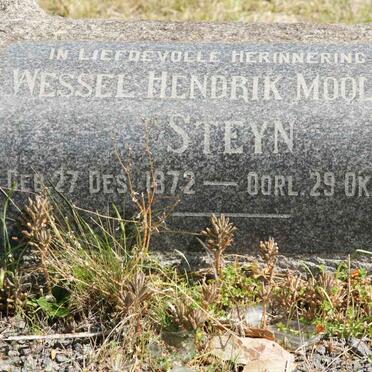 IN LIEFDEVOLLE HERINNERING
WESSEL HENDRIK MOOL
STEYN
GEB. 27 DES. 1872 — OORL. 29 OK